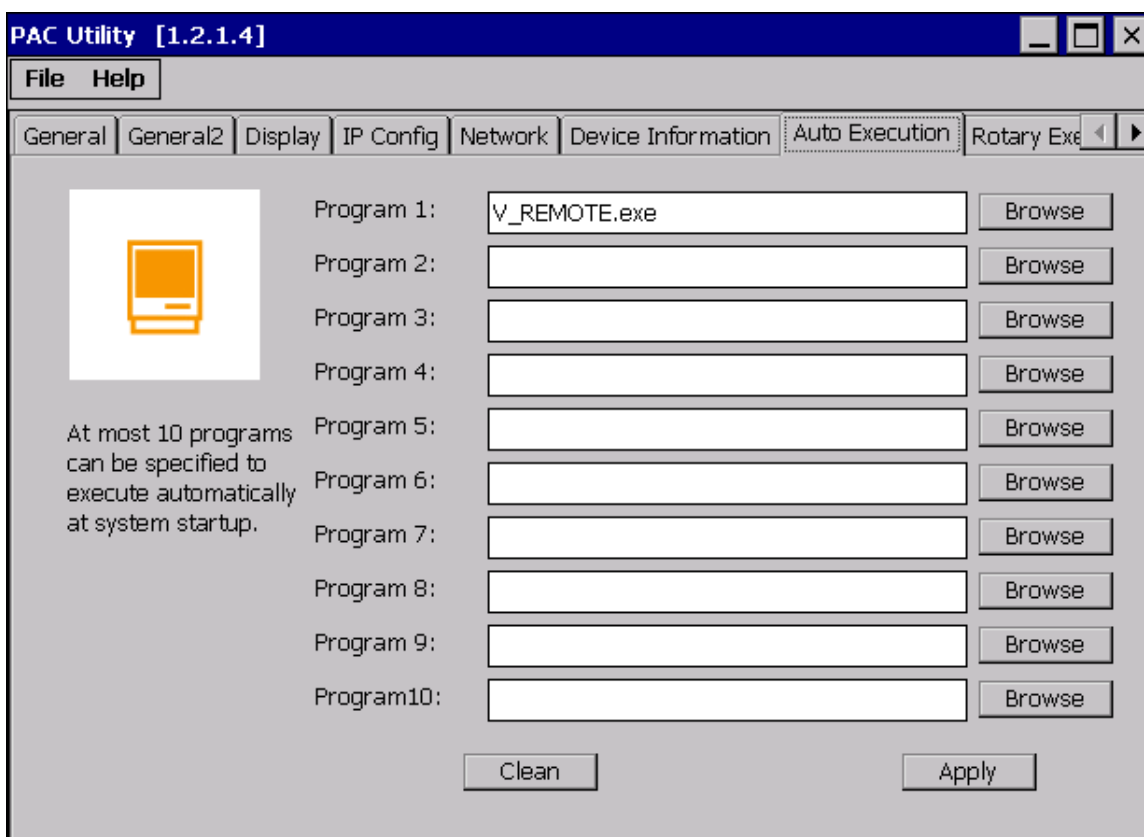 PAC Utility [1.2.1.4]
File Help
General General2 Display IP Config Network Device Information Auto Execution Rotary Exe
Program 1: V_REMOTE.exe Browse
Program 2: Browse
Program 3: Browse
Program 4: Browse
At most 10 programs
can be specified to
execute automatically
at system startup.
Program 5: Browse
Program 6: Browse
Program 7: Browse
Program 8: Browse
Program 9: Browse
Program10: Browse
Clean Apply